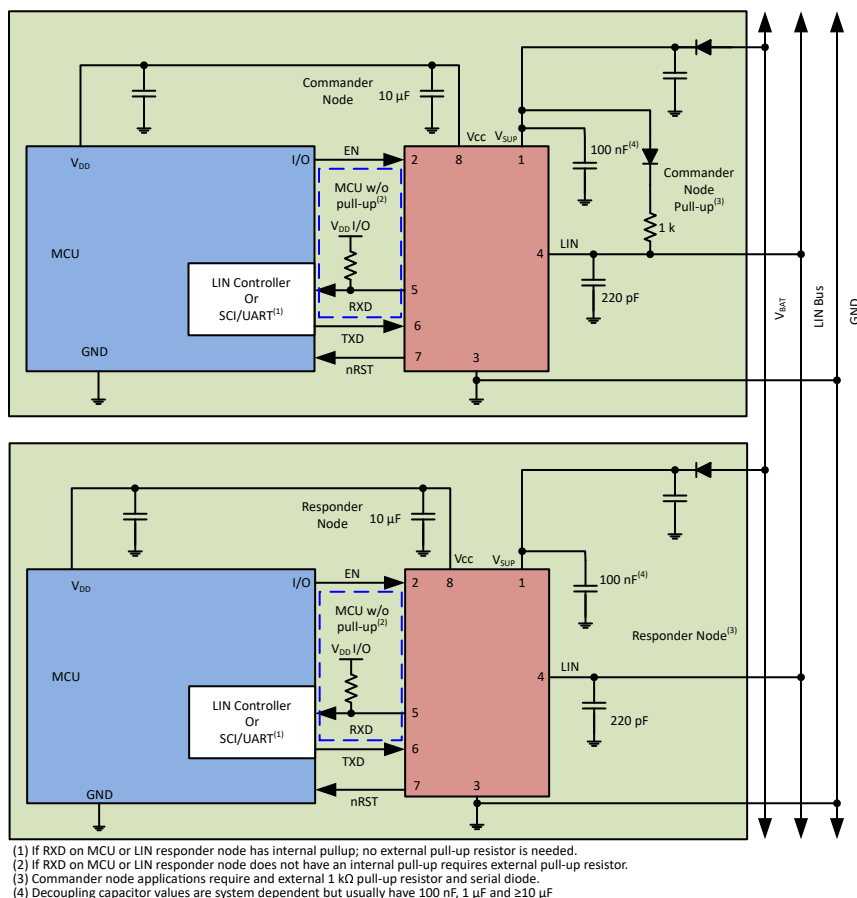 Commander
Node
10 µF
Vcc
V_SUP
V_DD
I/O
EN
2
8
1
100 nF(4)
Commander
Node
Pull-up(3)
MCU w/o
pull-up(2)
V_DD I/O
1 k
MCU
4
LIN
LIN Controller
Or
SCI/UART(1)
5
RXD
220 pF
6
TXD
GND
7
nRST
3
V_BAT
LIN Bus
GND
Responder
Node
10 µF
Vcc
V_SUP
V_DD
I/O
EN
2
8
1
100 nF(4)
MCU w/o
pull-up(2)
V_DD I/O
Responder Node(3)
MCU
4
LIN
LIN Controller
Or
SCI/UART(1)
5
RXD
220 pF
6
TXD
GND
7
nRST
3
(1) If RXD on MCU or LIN responder node has internal pullup; no external pull-up resistor is needed.
(2) If RXD on MCU or LIN responder node does not have an internal pull-up requires external pull-up resistor.
(3) Commander node applications require and external 1 kΩ pull-up resistor and serial diode.
(4) Decoupling capacitor values are system dependent but usually have 100 nF, 1 µF and ≥10 µF